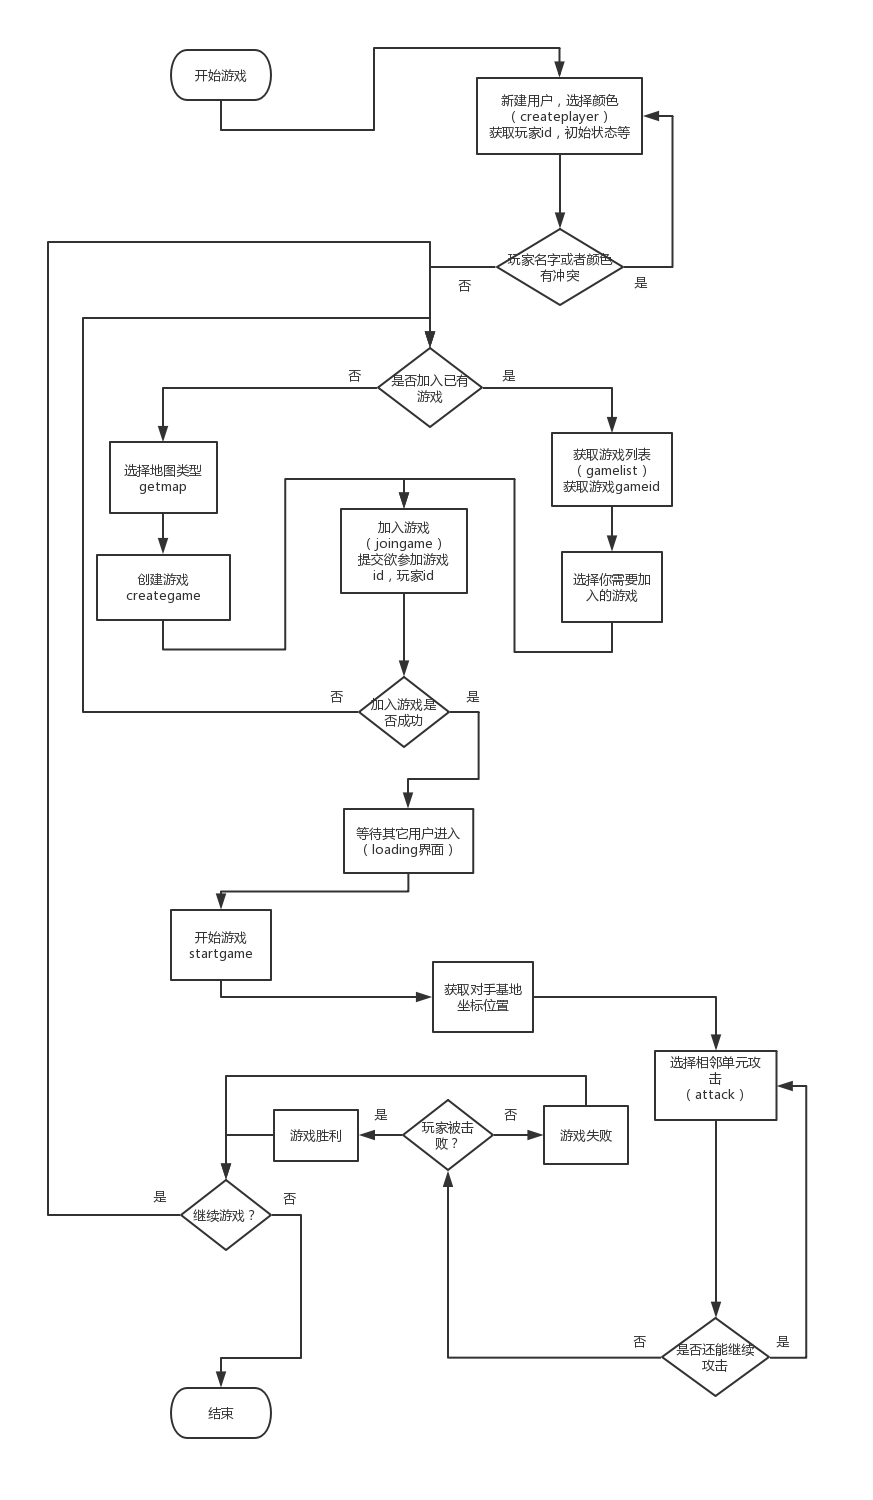 开始游戏
新建用户，选择颜色
（createplayer）
获取玩家id，初始状态等
玩家名字或者颜色
有冲突
否
是
是否加入已有
游戏
否
是
选择地图类型
getmap
获取游戏列表
（gamelist）
获取游戏gameid
加入游戏
（joingame）
提交欲参加游戏
id，玩家id
创建游戏
creategame
选择你需要加
入的游戏
加入游戏是
否成功
否
是
等待其它用户进入
（loading界面）
开始游戏
startgame
获取对手基地
坐标位置
选择相邻单元攻
击
（attack）
游戏胜利
是
玩家被击
败？
否
游戏失败
是
继续游戏？
否
否
是否还能继续
攻击
是
结束